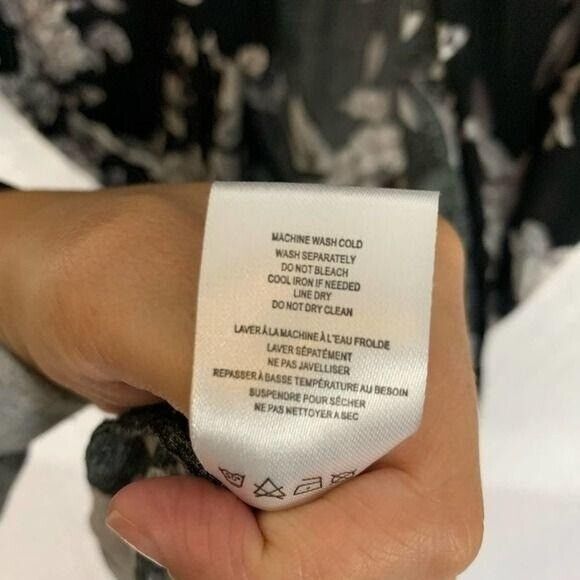 MACHINE WASH COLD
WASH SEPARATELY
DO NOT BLEACH
COOL IRON IF NEEDED
LINE DRY
DO NOT DRY CLEAN
LAVER À LA MACHINE À L'EAU FROLDE
LAVER SÉPATÉMENT
NE PAS JAVELLISER
REPASSER À BASSE TEMPÉRATURE AU BESOIN
SUSPENDRE POUR SÉCHER
NE PAS NETTOYER A SEC